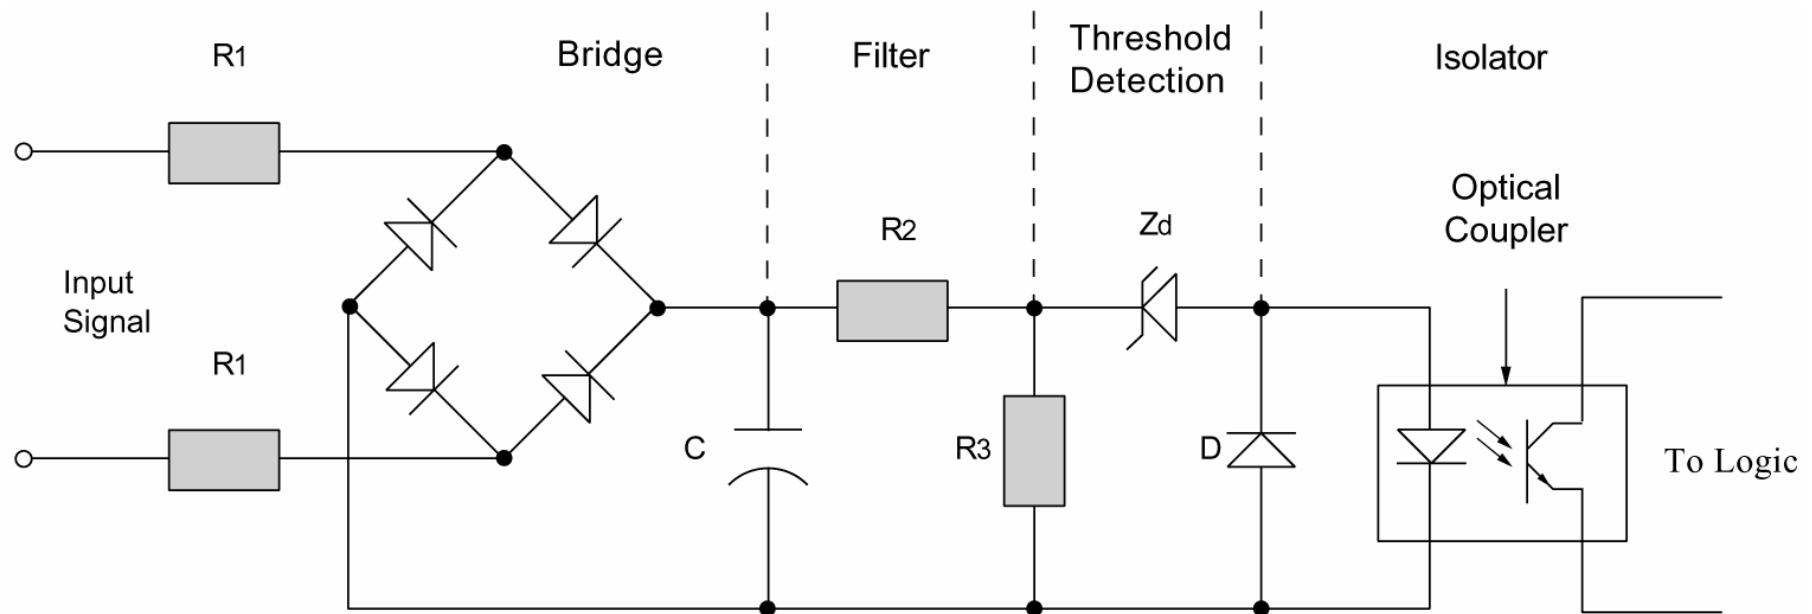 R1
Bridge
Filter
Threshold
Detection
Isolator
Input
Signal
R1
R2
Zd
Optical
Coupler
C
R3
D
To Logic